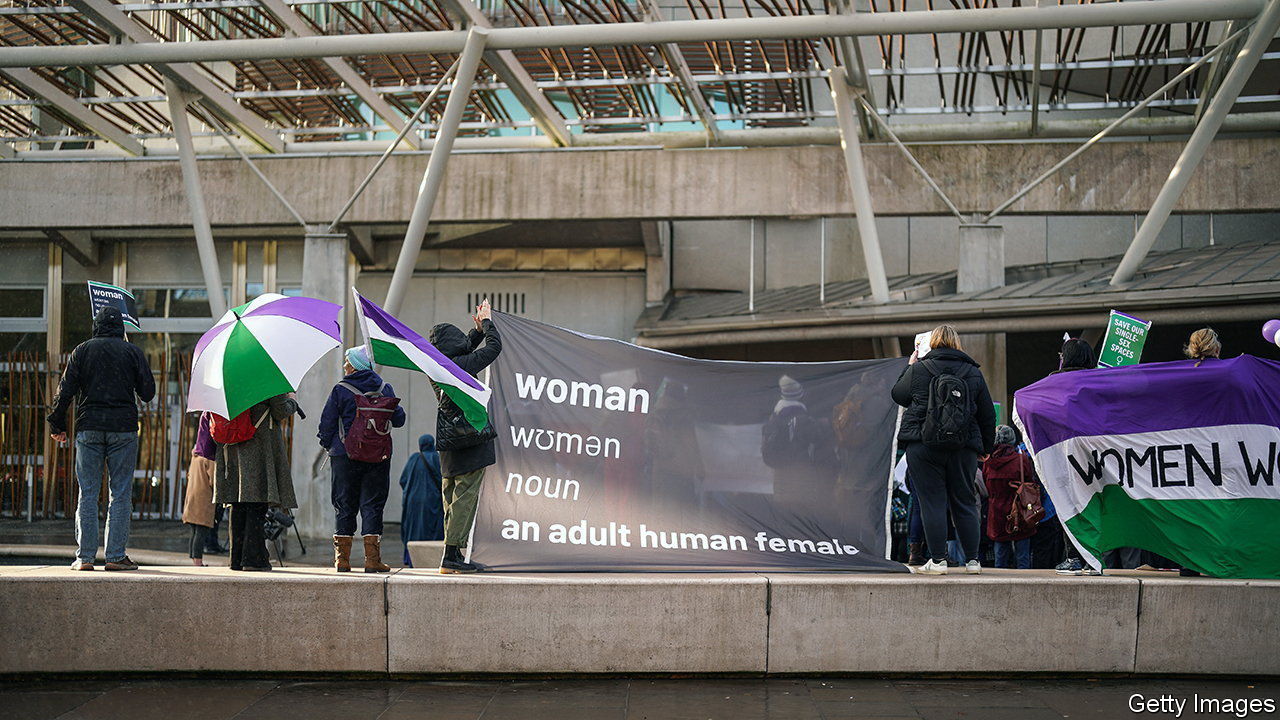 woman
woman
wʊmən
noun
an adult human female
SAVE OUR
SINGLE-
SEX
SPACES
WOMEN W
Getty Images